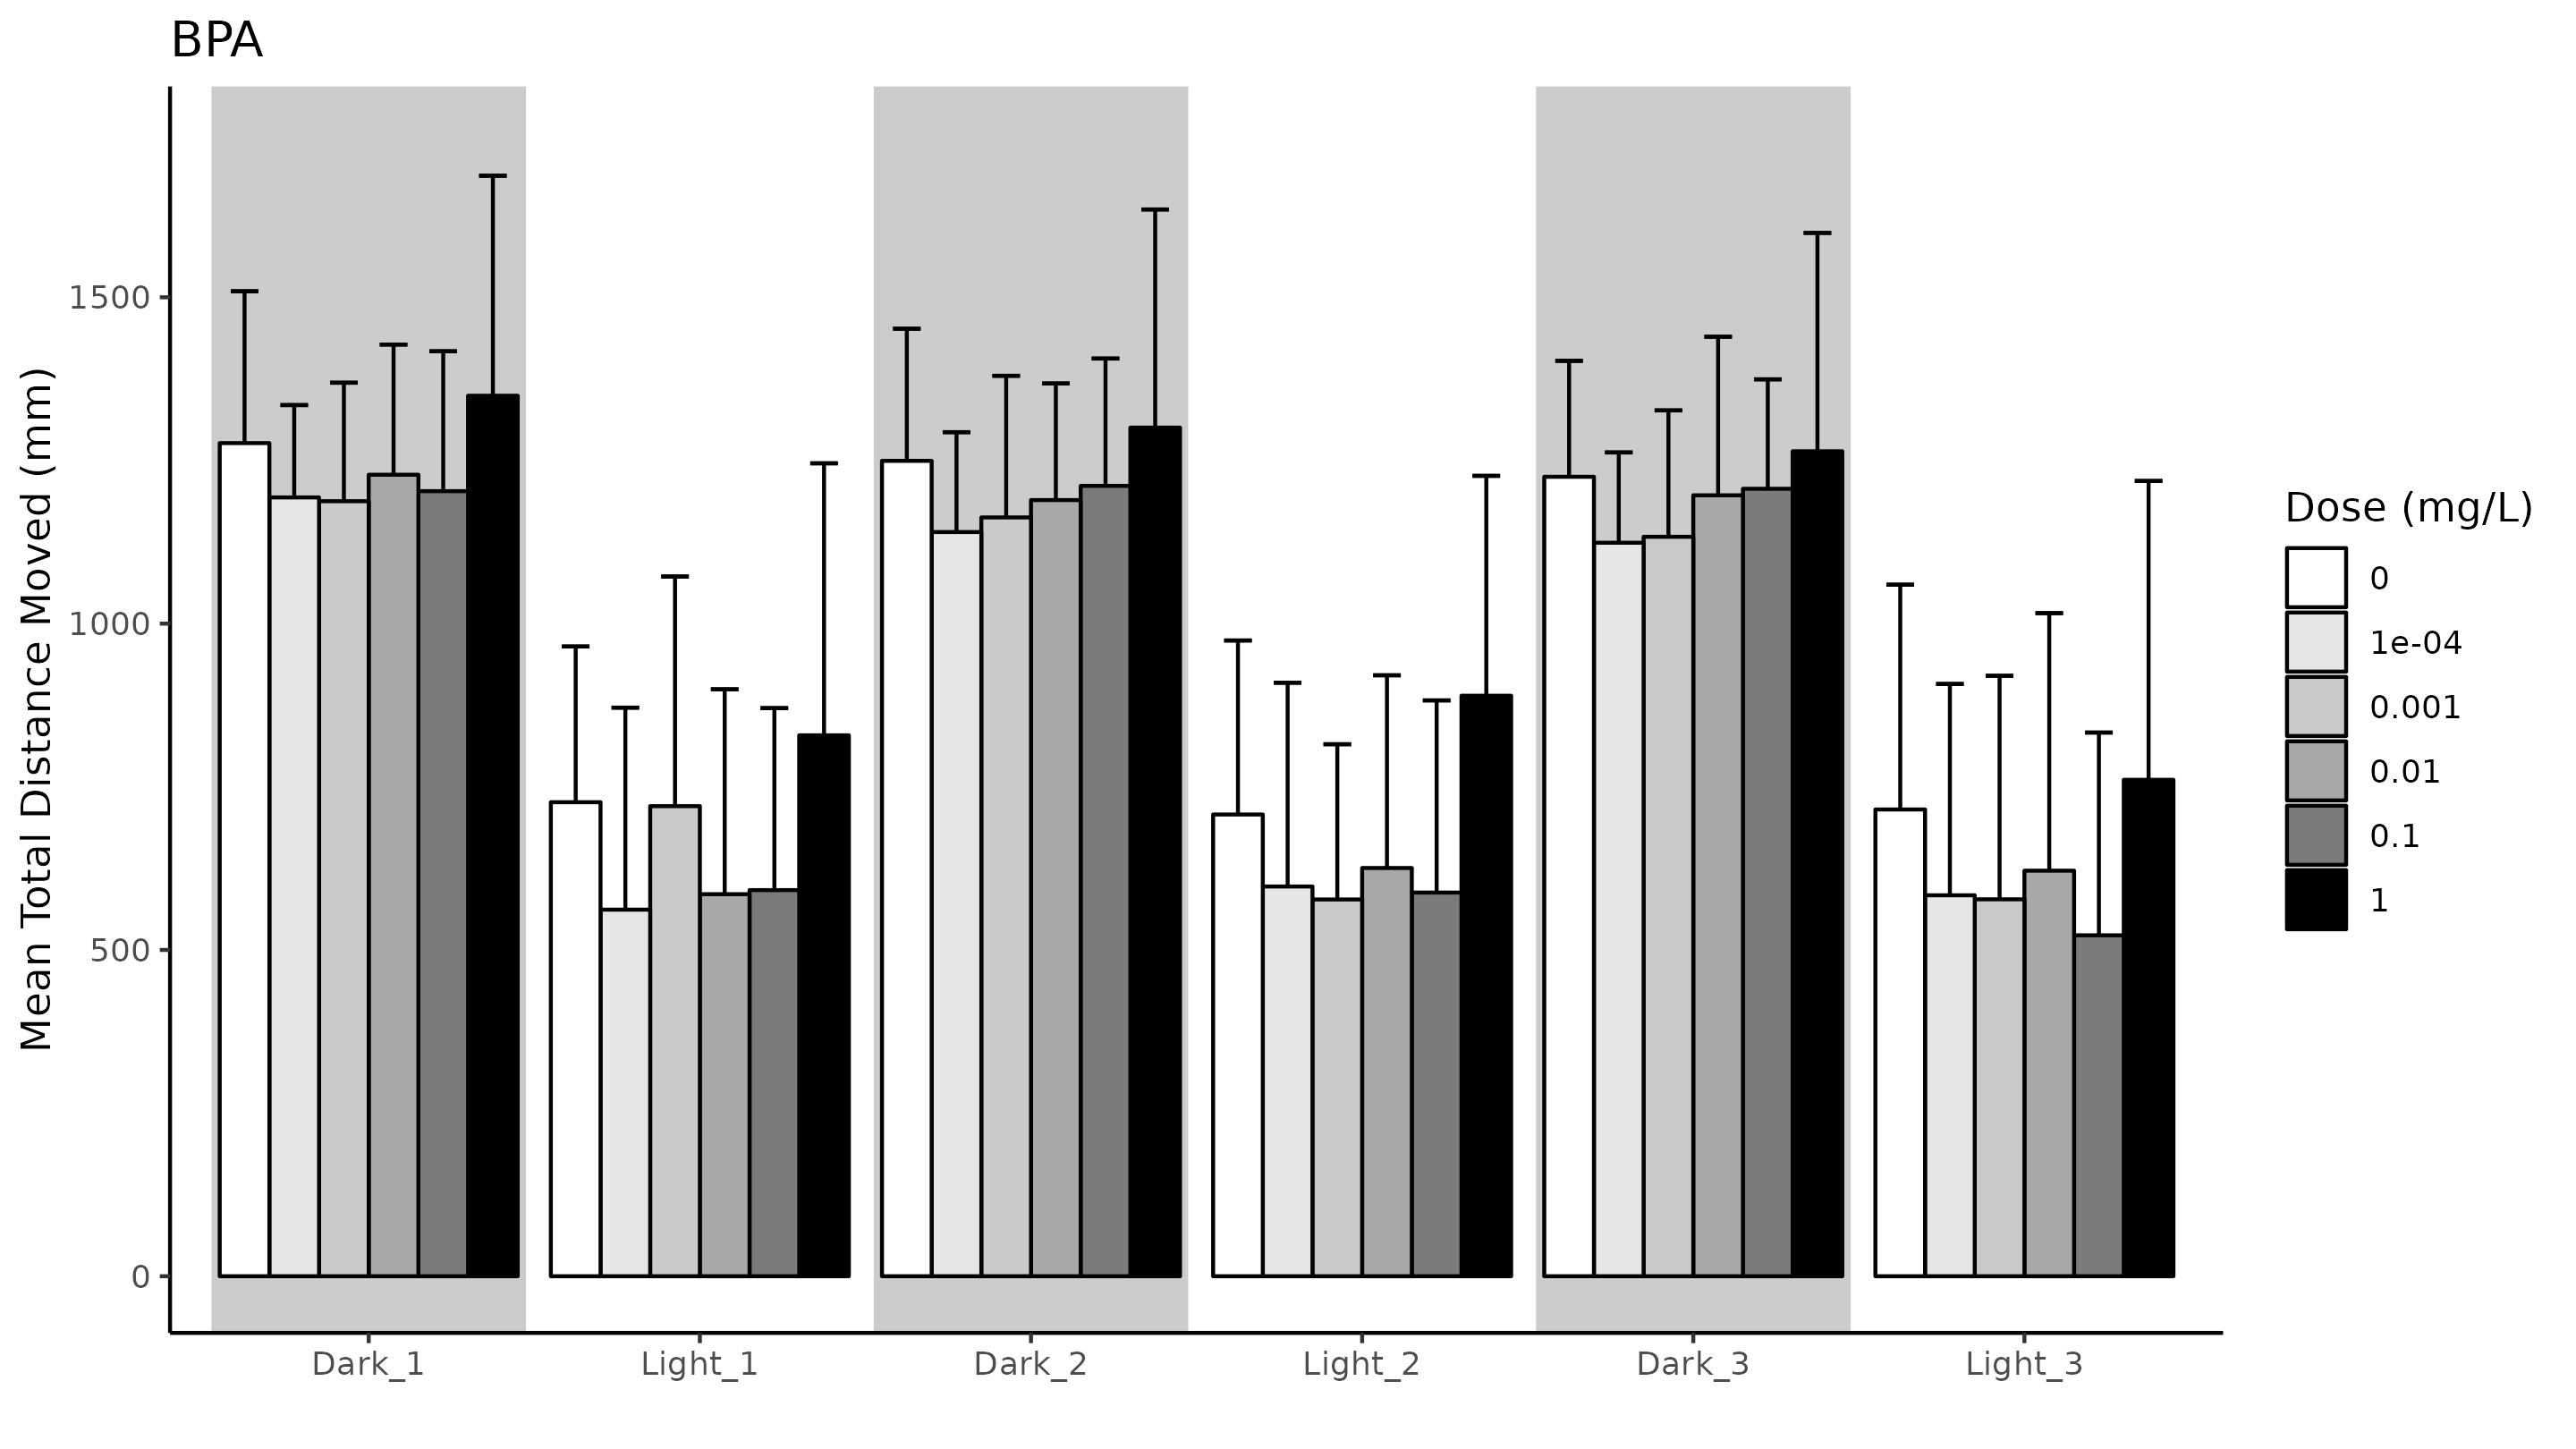 BPA
Mean Total Distance Moved (mm)
1500
1000
500
0
Dark_1
Light_1
Dark_2
Light_2
Dark_3
Light_3
Dose (mg/L)
0
1e-04
0.001
0.01
0.1
1